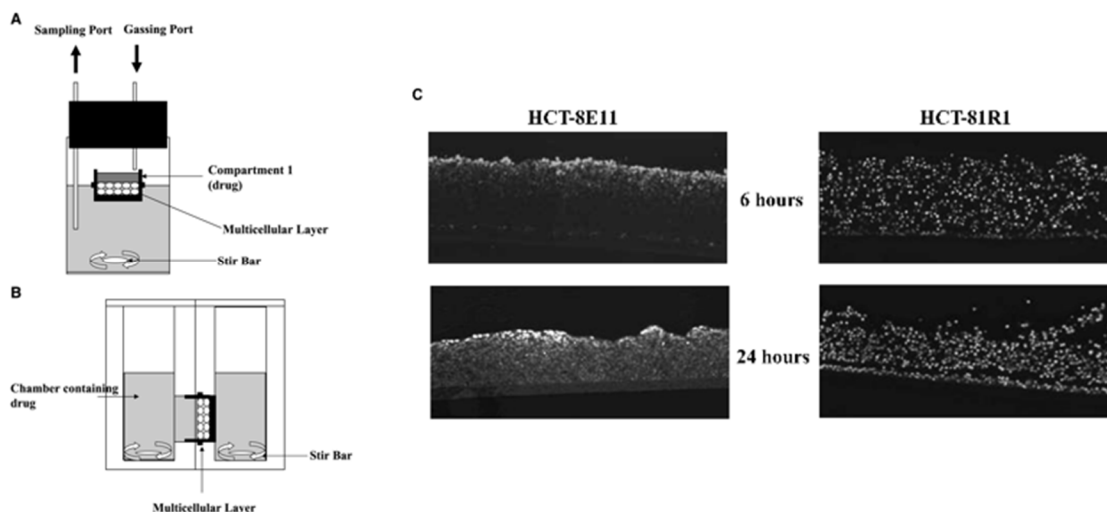 A
Sampling Port Gassing Port
Compartment 1
(drug)
Multicellular Layer
Stir Bar
B
Chamber containing
drug
Stir Bar
Multicellular Layer
C
HCT-8E11 HCT-81R1
6 hours
24 hours